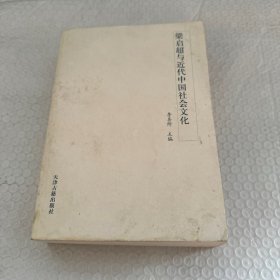 梁启超与近代中国社会文化
李喜所 主编
天津古籍出版社